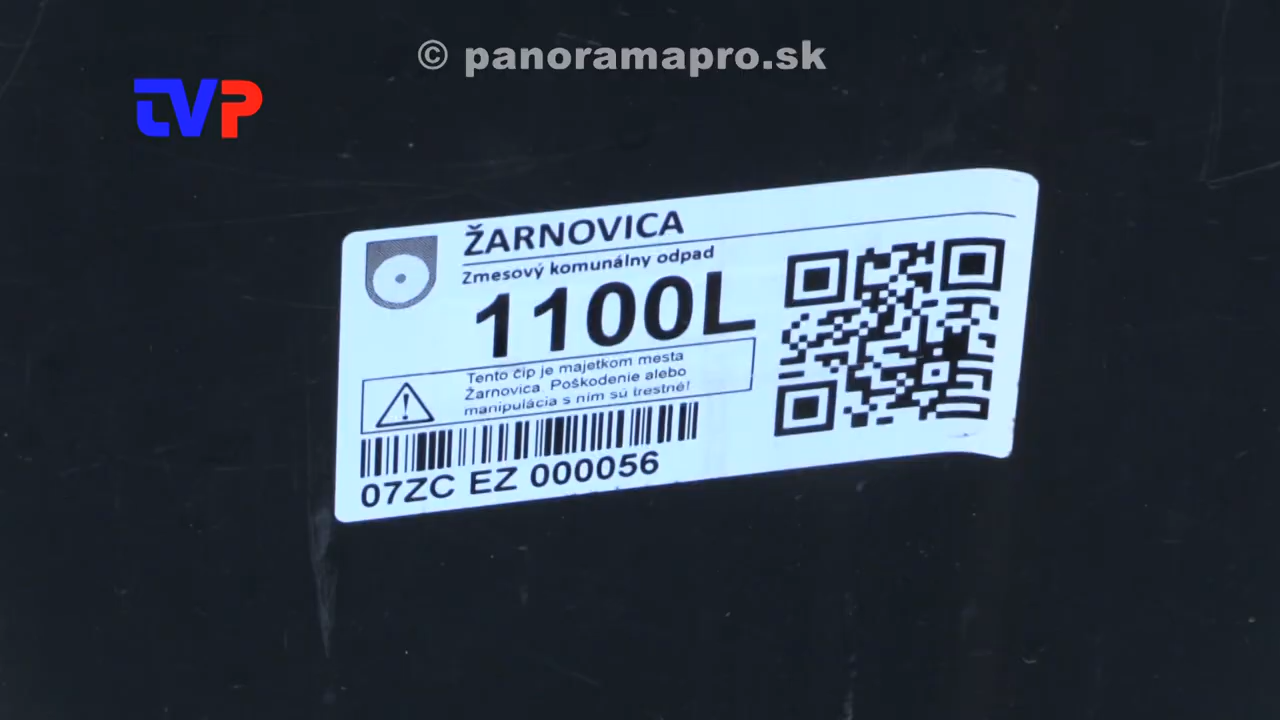 © panoramapro.sk
TVP
ŽARNOVICA
Zmesový komunálny odpad
1100L
Tento čip je majetkom mesta
Žarnovica. Poškodenie alebo
manipulácia s ním sú trestné!
07ZC EZ 000056